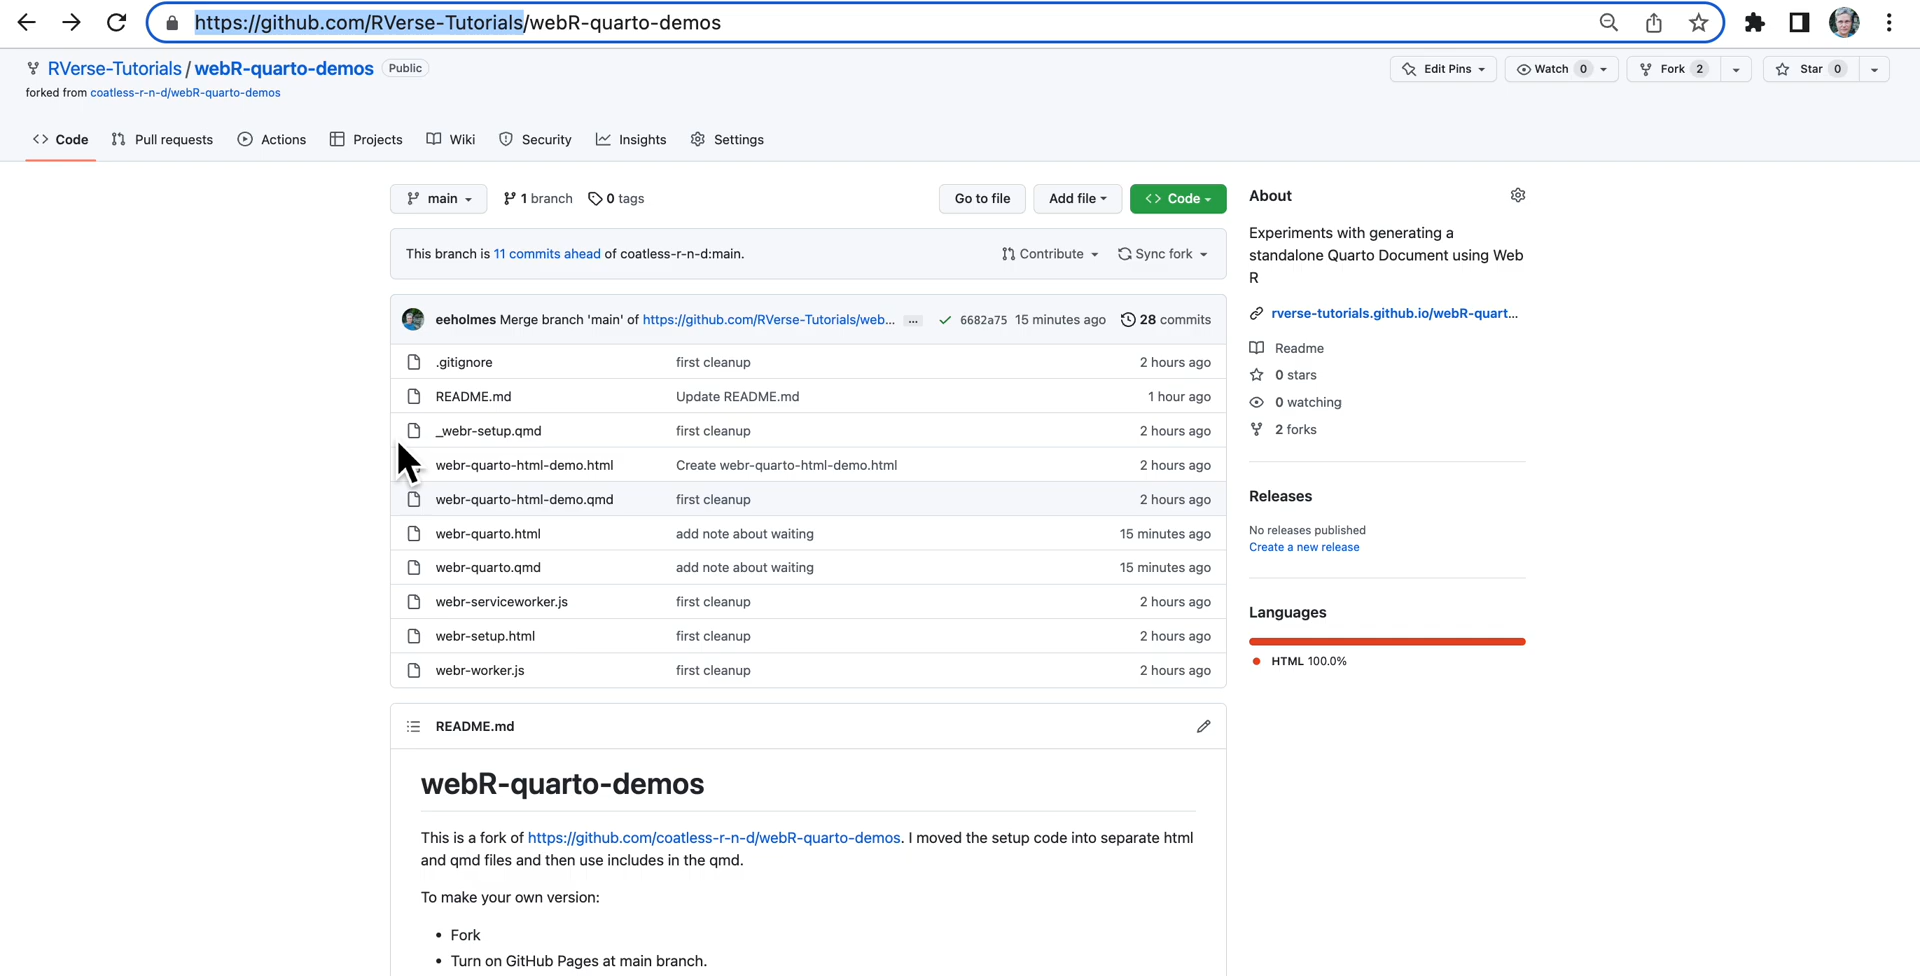 https://github.com/RVerse-Tutorials/webR-quarto-demos
RVerse-Tutorials / webR-quarto-demos Public
Edit Pins Watch 0 Fork 2 Star 0
forked from coatless-r-n-d/webR-quarto-demos
Code Pull requests Actions Projects Wiki Security Insights Settings
main 1 branch 0 tags Go to file Add file Code
This branch is 11 commits ahead of coatless-r-n-d:main. Contribute Sync fork
eeholmes Merge branch 'main' of https://github.com/RVerse-Tutorials/web... ... 6682a75 15 minutes ago 28 commits
.gitignore first cleanup 2 hours ago
README.md Update README.md 1 hour ago
_webr-setup.qmd first cleanup 2 hours ago
webr-quarto-html-demo.html Create webr-quarto-html-demo.html 2 hours ago
webr-quarto-html-demo.qmd first cleanup 2 hours ago
webr-quarto.html add note about waiting 15 minutes ago
webr-quarto.qmd add note about waiting 15 minutes ago
webr-serviceworker.js first cleanup 2 hours ago
webr-setup.html first cleanup 2 hours ago
webr-worker.js first cleanup 2 hours ago
README.md
webR-quarto-demos
This is a fork of https://github.com/coatless-r-n-d/webR-quarto-demos. I moved the setup code into separate html
and qmd files and then use includes in the qmd.
To make your own version:
• Fork
• Turn on GitHub Pages at main branch.
About
Experiments with generating a
standalone Quarto Document using Web
R
rverse-tutorials.github.io/webR-quart...
Readme
0 stars
0 watching
2 forks
Releases
No releases published
Create a new release
Languages
HTML 100.0%